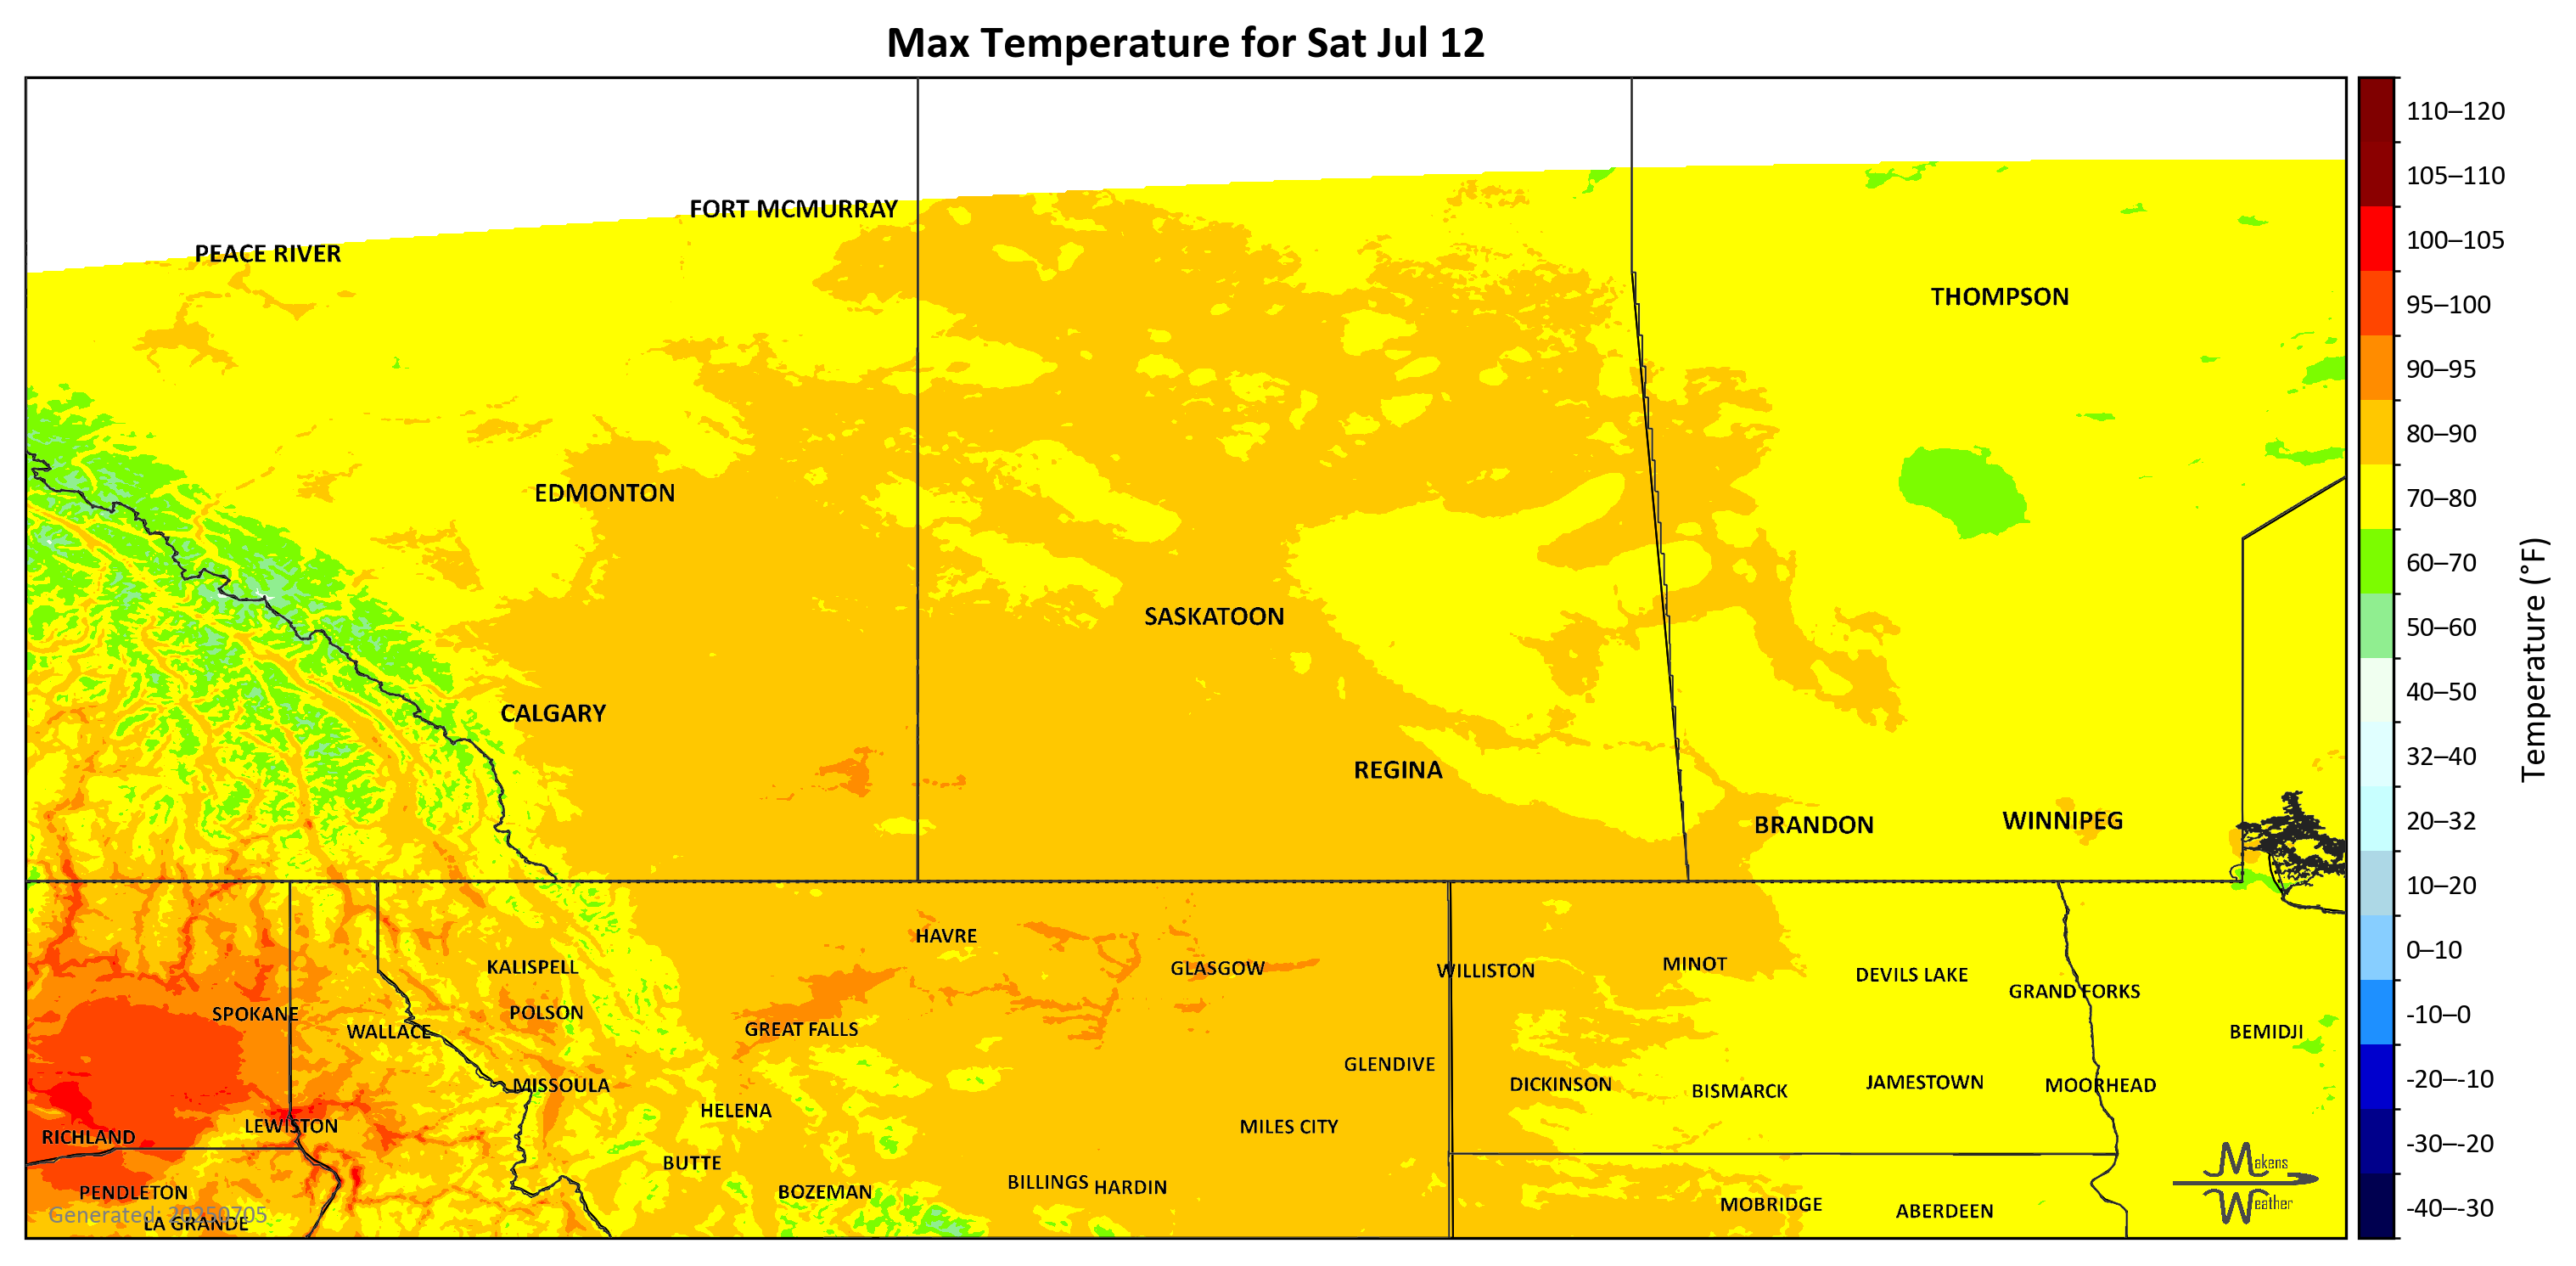 Max Temperature for Sat Jul 12
110–120
105–110
FORT MCMURRAY
100–105
PEACE RIVER
THOMPSON
95–100
90–95
80–90
EDMONTON
70–80
60–70
SASKATOON
50–60
Temperature (°F)
40–50
CALGARY
32–40
REGINA
20–32
BRANDON
WINNIPEG
10–20
HAVRE
0–10
KALISPELL
GLASGOW
WILLISTON
MINOT
DEVILS LAKE
GRAND FORKS
SPOKANE
POLSON
-10–0
WALLACE
GREAT FALLS
BEMIDJI
GLENDIVE
-20–-10
MISSOULA
DICKINSON
BISMARCK
JAMESTOWN
MOORHEAD
HELENA
LEWISTON
MILES CITY
RICHLAND
-30–-20
BUTTE
Makens
PENDLETON
BOZEMAN
BILLINGS
HARDIN
Weather
MOBRIDGE
ABERDEEN
-40–-30
Generated: 20250705
LA GRANDE